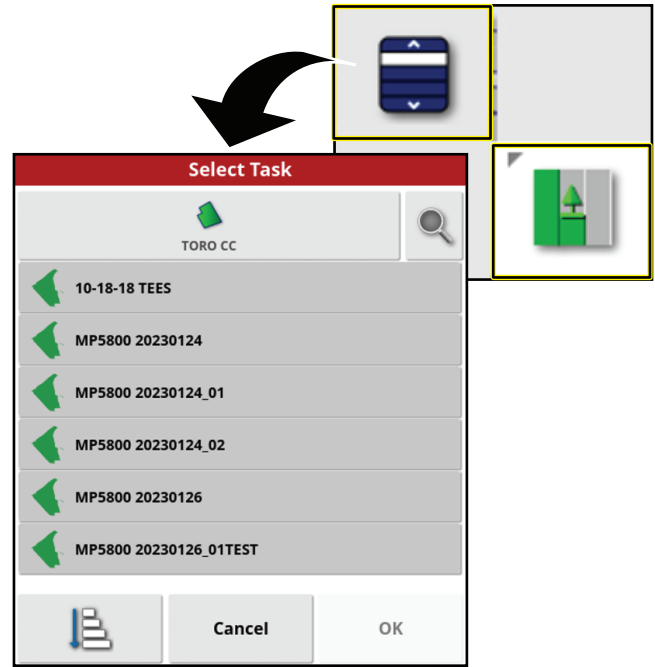 Select Task
TORO CC
10-18-18 TEES
MP5800 20230124
MP5800 20230124_01
MP5800 20230124_02
MP5800 20230126
MP5800 20230126_01TEST
Cancel
OK